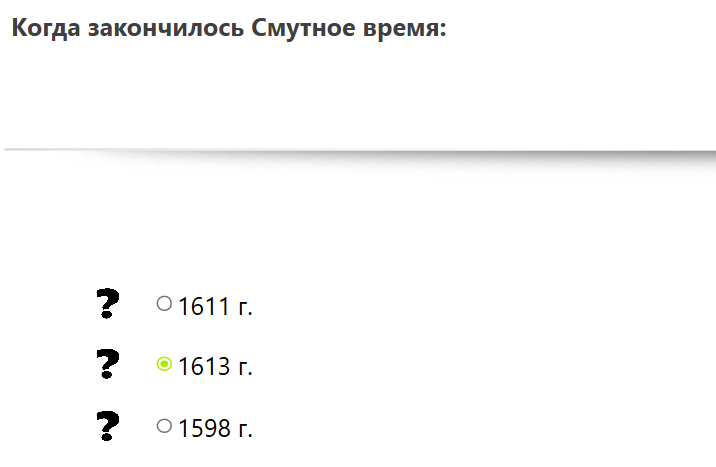 Когда закончилось Смутное время:
? 1611 г.
? 1613 г.
? 1598 г.